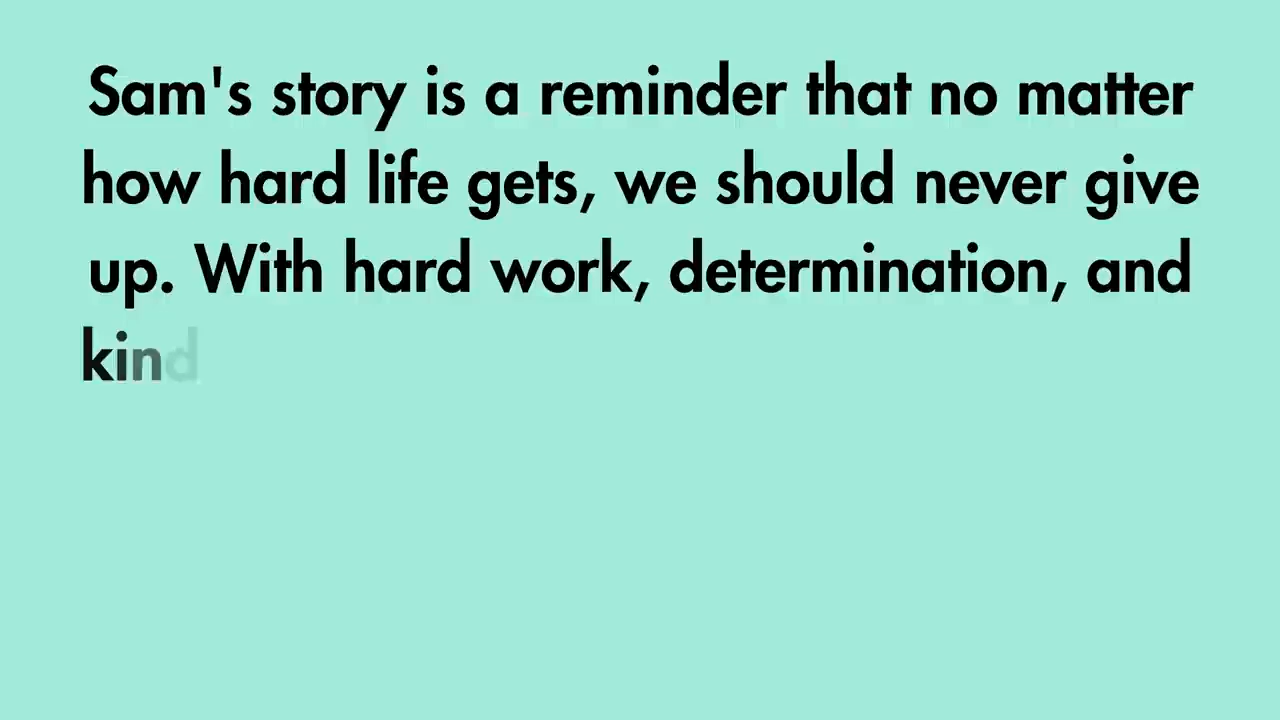 Sam's story is a reminder that no matter
how hard life gets, we should never give
up. With hard work, determination, and
kind